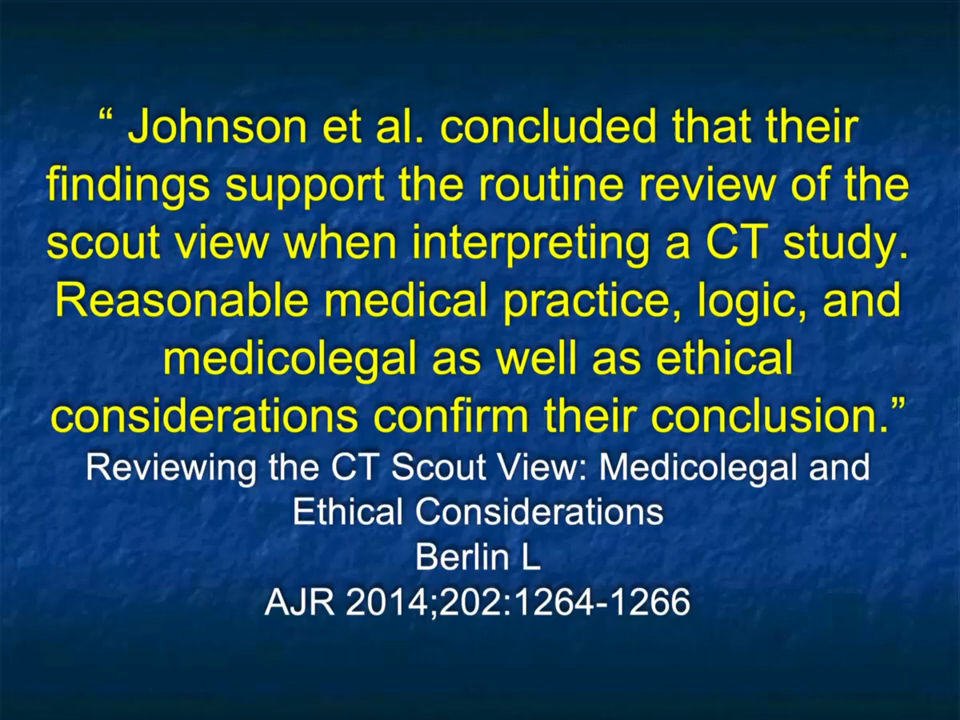 “ Johnson et al. concluded that their
findings support the routine review of the
scout view when interpreting a CT study.
Reasonable medical practice, logic, and
medicolegal as well as ethical
considerations confirm their conclusion.”
Reviewing the CT Scout View: Medicolegal and
Ethical Considerations
Berlin L
AJR 2014;202:1264-1266